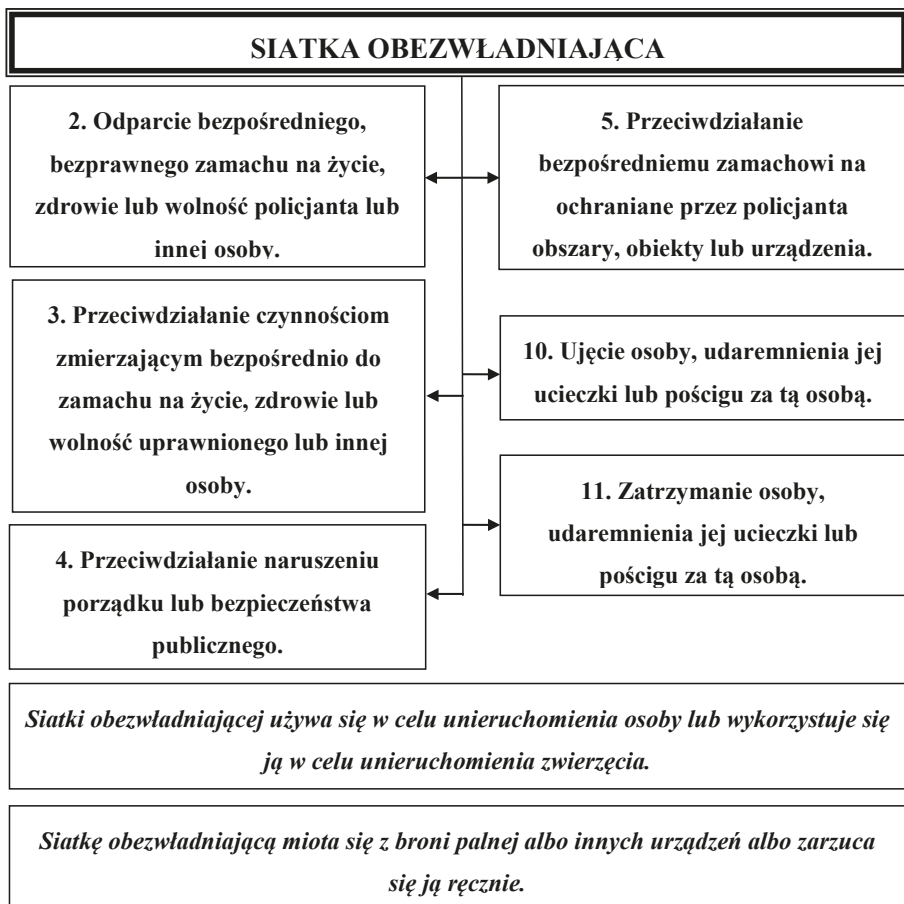 SIATKA OBEZWŁADNIAJĄCA
2. Odparcie bezpośredniego,
bezprawnego zamachu na życie,
zdrowie lub wolność policjanta lub
innej osoby.
3. Przeciwdziałanie czynnościom
zmierzającym bezpośrednio do
zamachu na życie, zdrowie lub
wolność uprawnionego lub innej
osoby.
4. Przeciwdziałanie naruszeniu
porządku lub bezpieczeństwa
publicznego.
5. Przeciwdziałanie
bezpośredniemu zamachowi na
ochraniane przez policjanta
obszary, obiekty lub urządzenia.
10. Ujęcie osoby, udaremnienia jej
ucieczki lub pościgu za tą osobą.
11. Zatrzymanie osoby,
udaremnienia jej ucieczki lub
pościgu za tą osobą.
Siatki obezwładniającej używa się w celu unieruchomienia osoby lub wykorzystuje się
ją w celu unieruchomienia zwierzęcia.
Siatkę obezwładniającą miota się z broni palnej albo innych urządzeń albo zarzuca
się ją ręcznie.